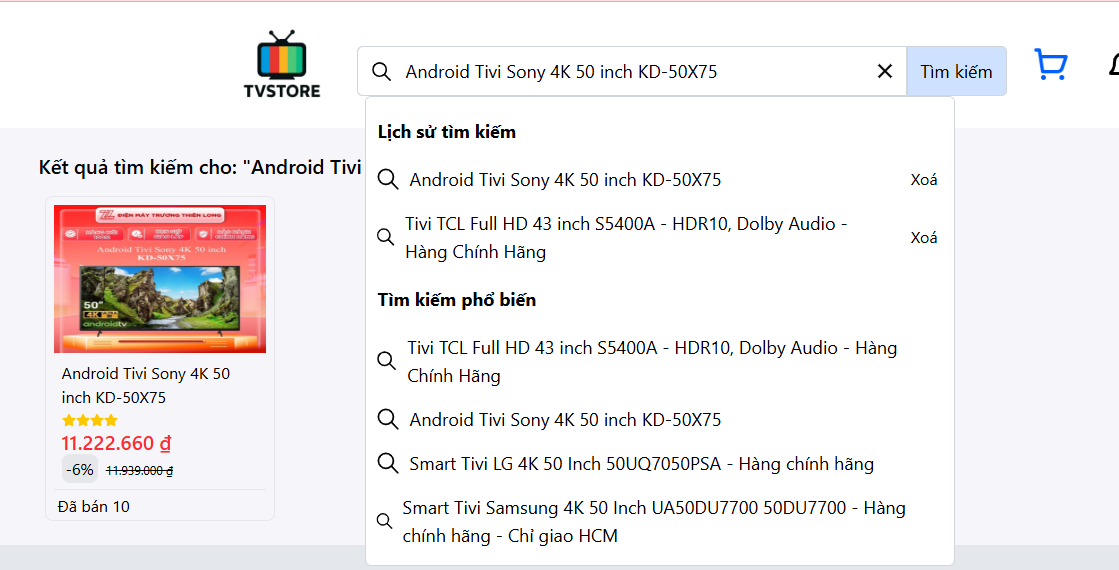 TVSTORE
Android Tivi Sony 4K 50 inch KD-50X75
Tìm kiếm
Lịch sử tìm kiếm
Android Tivi Sony 4K 50 inch KD-50X75
Xoá
Tivi TCL Full HD 43 inch S5400A - HDR10, Dolby Audio -
Hàng Chính Hãng
Xoá
Tìm kiếm phổ biến
Tivi TCL Full HD 43 inch S5400A - HDR10, Dolby Audio - Hàng
Chính Hãng
Android Tivi Sony 4K 50 inch KD-50X75
Smart Tivi LG 4K 50 Inch 50UQ7050PSA - Hàng chính hãng
Smart Tivi Samsung 4K 50 Inch UA50DU7700 50DU7700 - Hàng
chính hãng - Chỉ giao HCM
Kết quả tìm kiếm cho: "Android Tivi
ĐIỆN MÁY TRƯƠNG THIÊN LONG
Android Tivi Sony 4K 50 inch
KD-50X75
50"
4K
androidtv
Android Tivi Sony 4K 50
inch KD-50X75
11.222.660 ₫
-6%
11.939.000 ₫
Đã bán 10